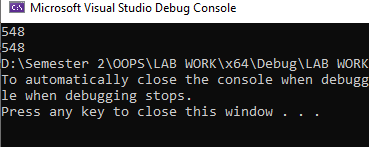 Microsoft Visual Studio Debug Console
548
548
D:\Semester 2\OOPS\LAB WORK\x64\Debug\LAB WORK
To automatically close the console when debugg
le when debugging stops.
Press any key to close this window . . .